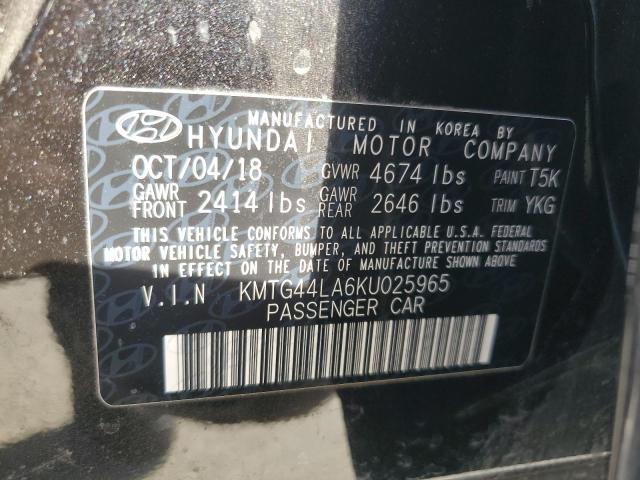 MANUFACTURED IN KOREA BY
HYUNDAI MOTOR COMPANY
OCT/04/18 GVWR 4674 lbs PAINT T5K
GAWR FRONT 2414 lbs GAWR REAR 2646 lbs TRIM YKG
THIS VEHICLE CONFORMS TO ALL APPLICABLE U.S.A. FEDERAL
MOTOR VEHICLE SAFETY, BUMPER, AND THEFT PREVENTION STANDARDS
IN EFFECT ON THE DATE OF MANUFACTURE SHOWN ABOVE.
V.I.N KMTG44LA6KU025965
PASSENGER CAR